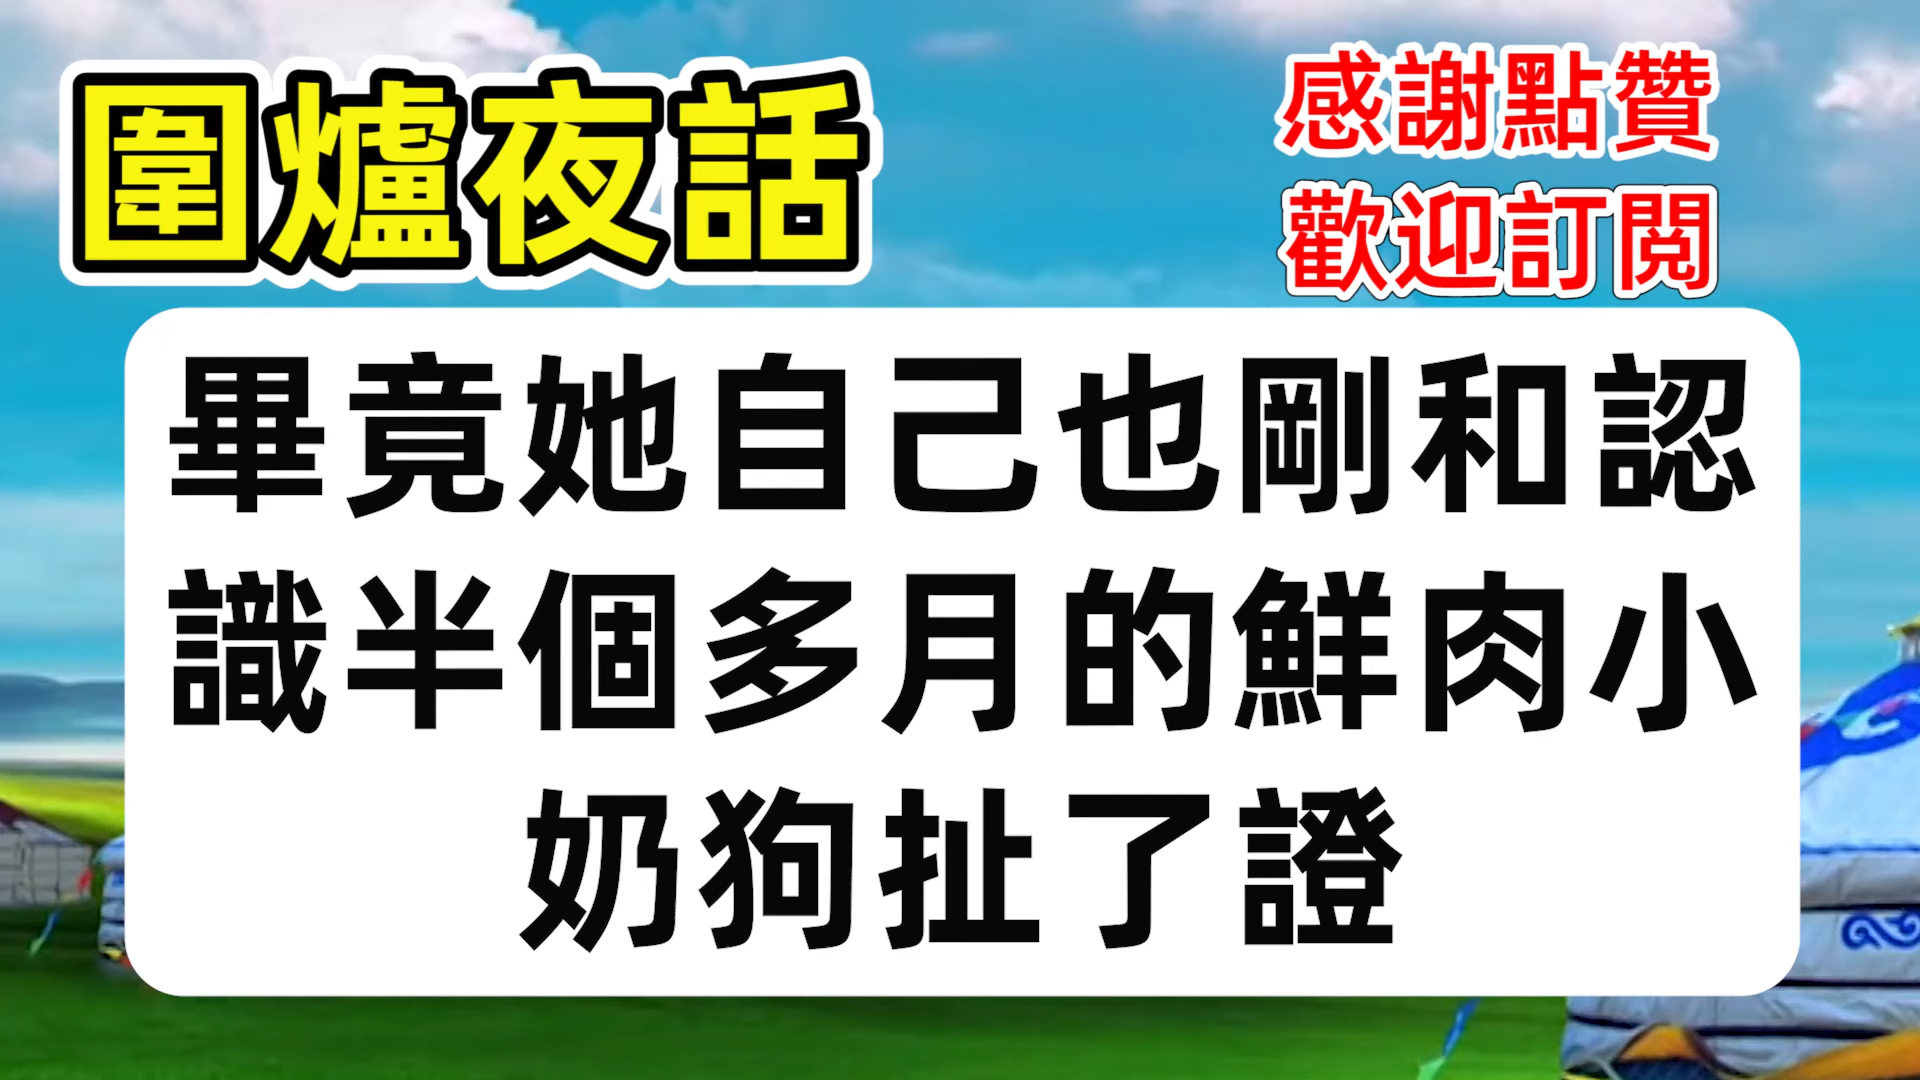 圍爐夜話
感謝點贊
歡迎訂閱
畢竟她自己也剛和認
識半個多月的鮮肉小
奶狗扯了證